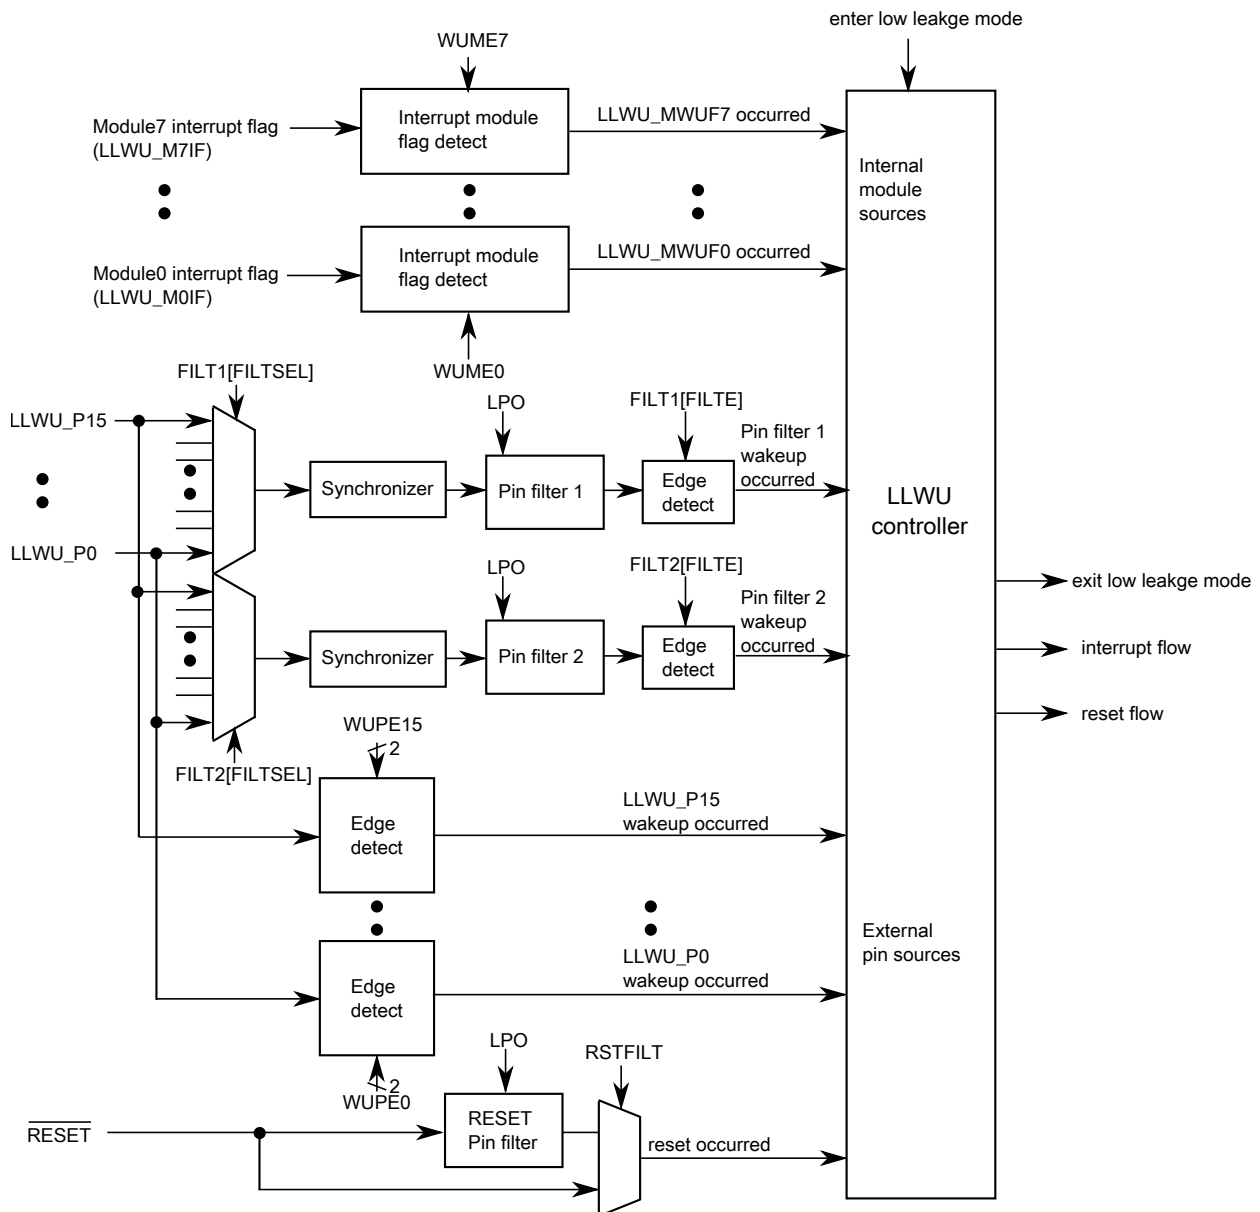 enter low leakge mode
WUME7
Module7 interrupt flag
(LLWU_M7IF)
Interrupt module
flag detect
LLWU_MWUF7 occurred
Internal
module
sources
Module0 interrupt flag
(LLWU_M0IF)
Interrupt module
flag detect
LLWU_MWUF0 occurred
WUME0
FILT1[FILTSEL]
LLWU_P15
LPO
FILT1[FILTE]
Pin filter 1
wakeup
occurred
Synchronizer
Pin filter 1
Edge
detect
LLWU
controller
LLWU_P0
LPO
FILT2[FILTE]
Pin filter 2
wakeup
occurred
Synchronizer
Pin filter 2
Edge
detect
exit low leakge mode
interrupt flow
reset flow
FILT2[FILTSEL]
WUPE15
2
Edge
detect
LLWU_P15
wakeup occurred
External
pin sources
Edge
detect
LLWU_P0
wakeup occurred
2
WUPE0
LPO
RSTFILT
RESET
RESET
Pin filter
reset occurred